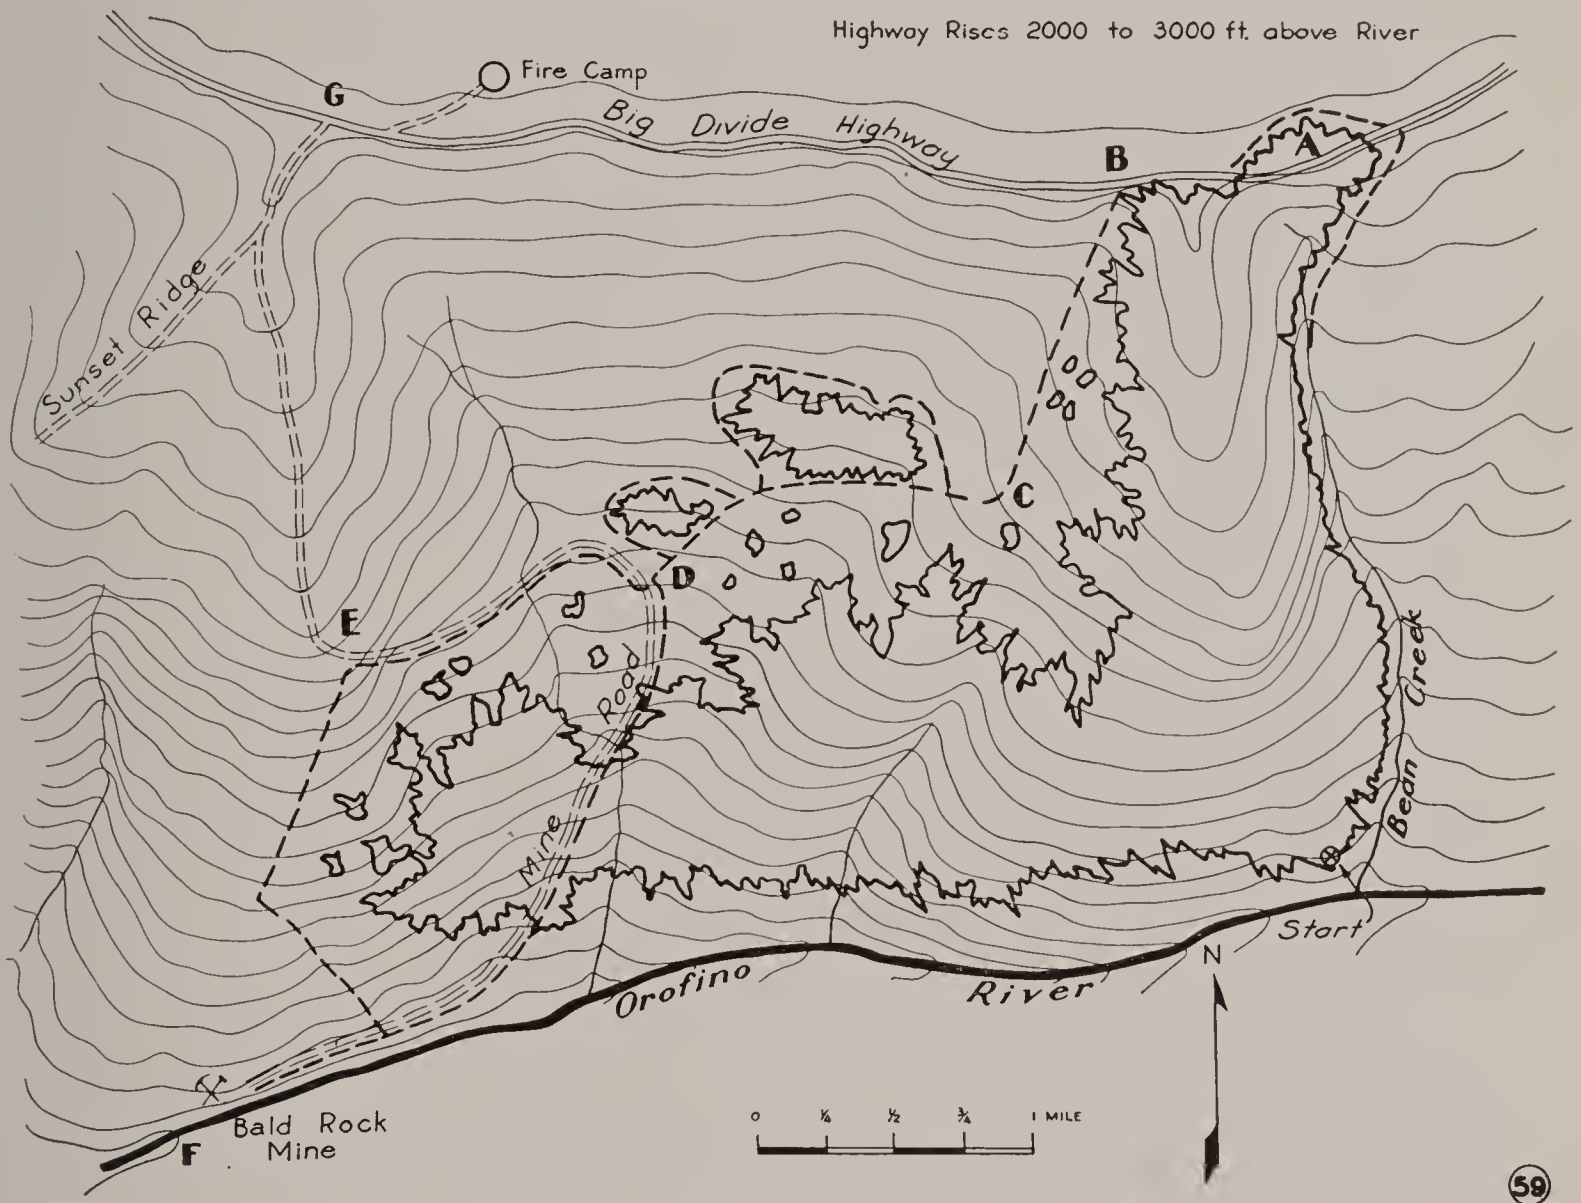 Highway Rises 2000 to 3000 ft. above River
Fire Camp
G
Big Divide Highway
B
A
Sunset Ridge
C
D
E
Mine Road
Bean Creek
Start
N
Orofino River
0 ¼ ½ ¾ 1 MILE
Bald Rock
Mine
F
59